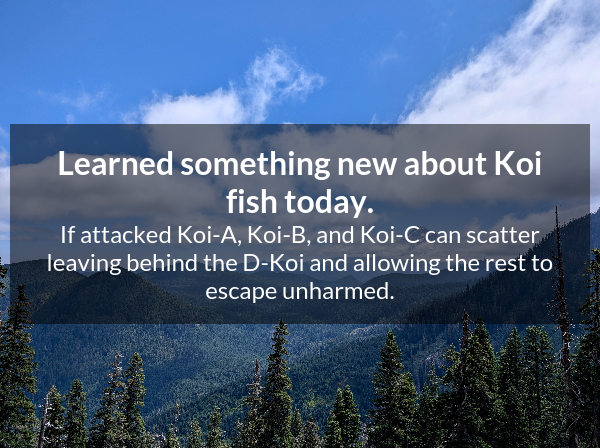 Learned something new about Koi
fish today.
If attacked Koi-A, Koi-B, and Koi-C can scatter
leaving behind the D-Koi and allowing the rest to
escape unharmed.